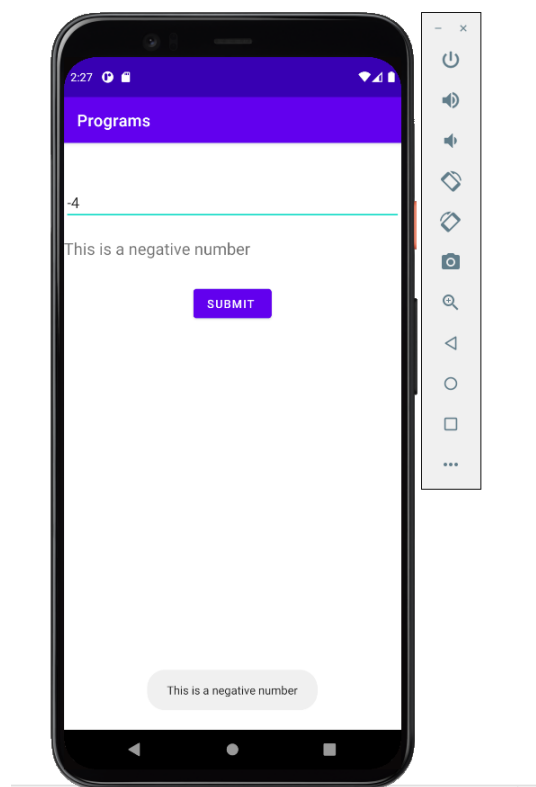 2:27
Programs
-4
This is a negative number
SUBMIT
This is a negative number